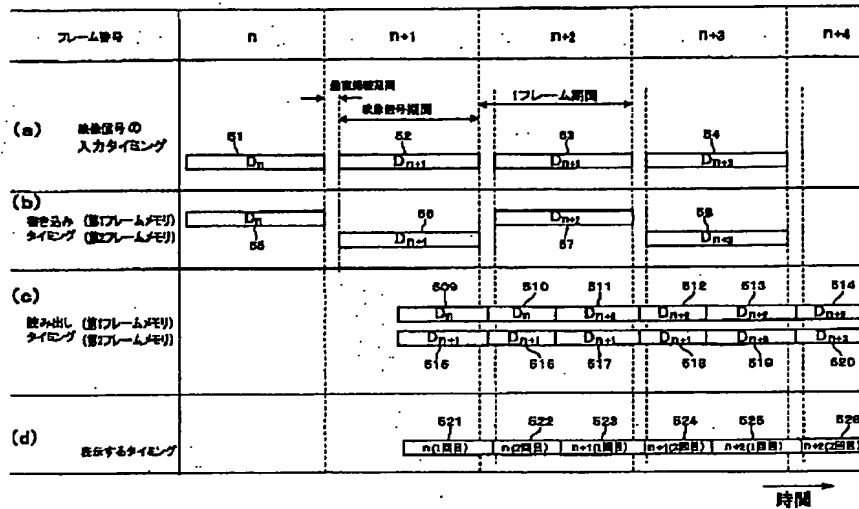 フレーム番号 n n+1 n+2 n+3 n+4
垂直帰線期間
映像信号期間
1フレーム期間
(a) 映像信号の
入力タイミング
51 52 53 54
Dn Dn+1 Dn+2 Dn+3
(b)
書き込み (第1フレームメモリ)
タイミング (第2フレームメモリ)
Dn Dn+2
55 56 57 58
Dn+1 Dn+3
(c)
読み出し (第1フレームメモリ)
タイミング (第2フレームメモリ)
509 510 511 512 513 514
Dn Dn Dn+2 Dn+2 Dn+2 Dn+2
Dn+1 Dn+1 Dn+1 Dn+1 Dn+3 Dn+3
515 516 517 518 519 520
(d) 表示するタイミング
521 522 523 524 525 526
n(1回目) n(2回目) n+1(1回目) n+1(2回目) n+2(1回目) n+2(2回目)
時間